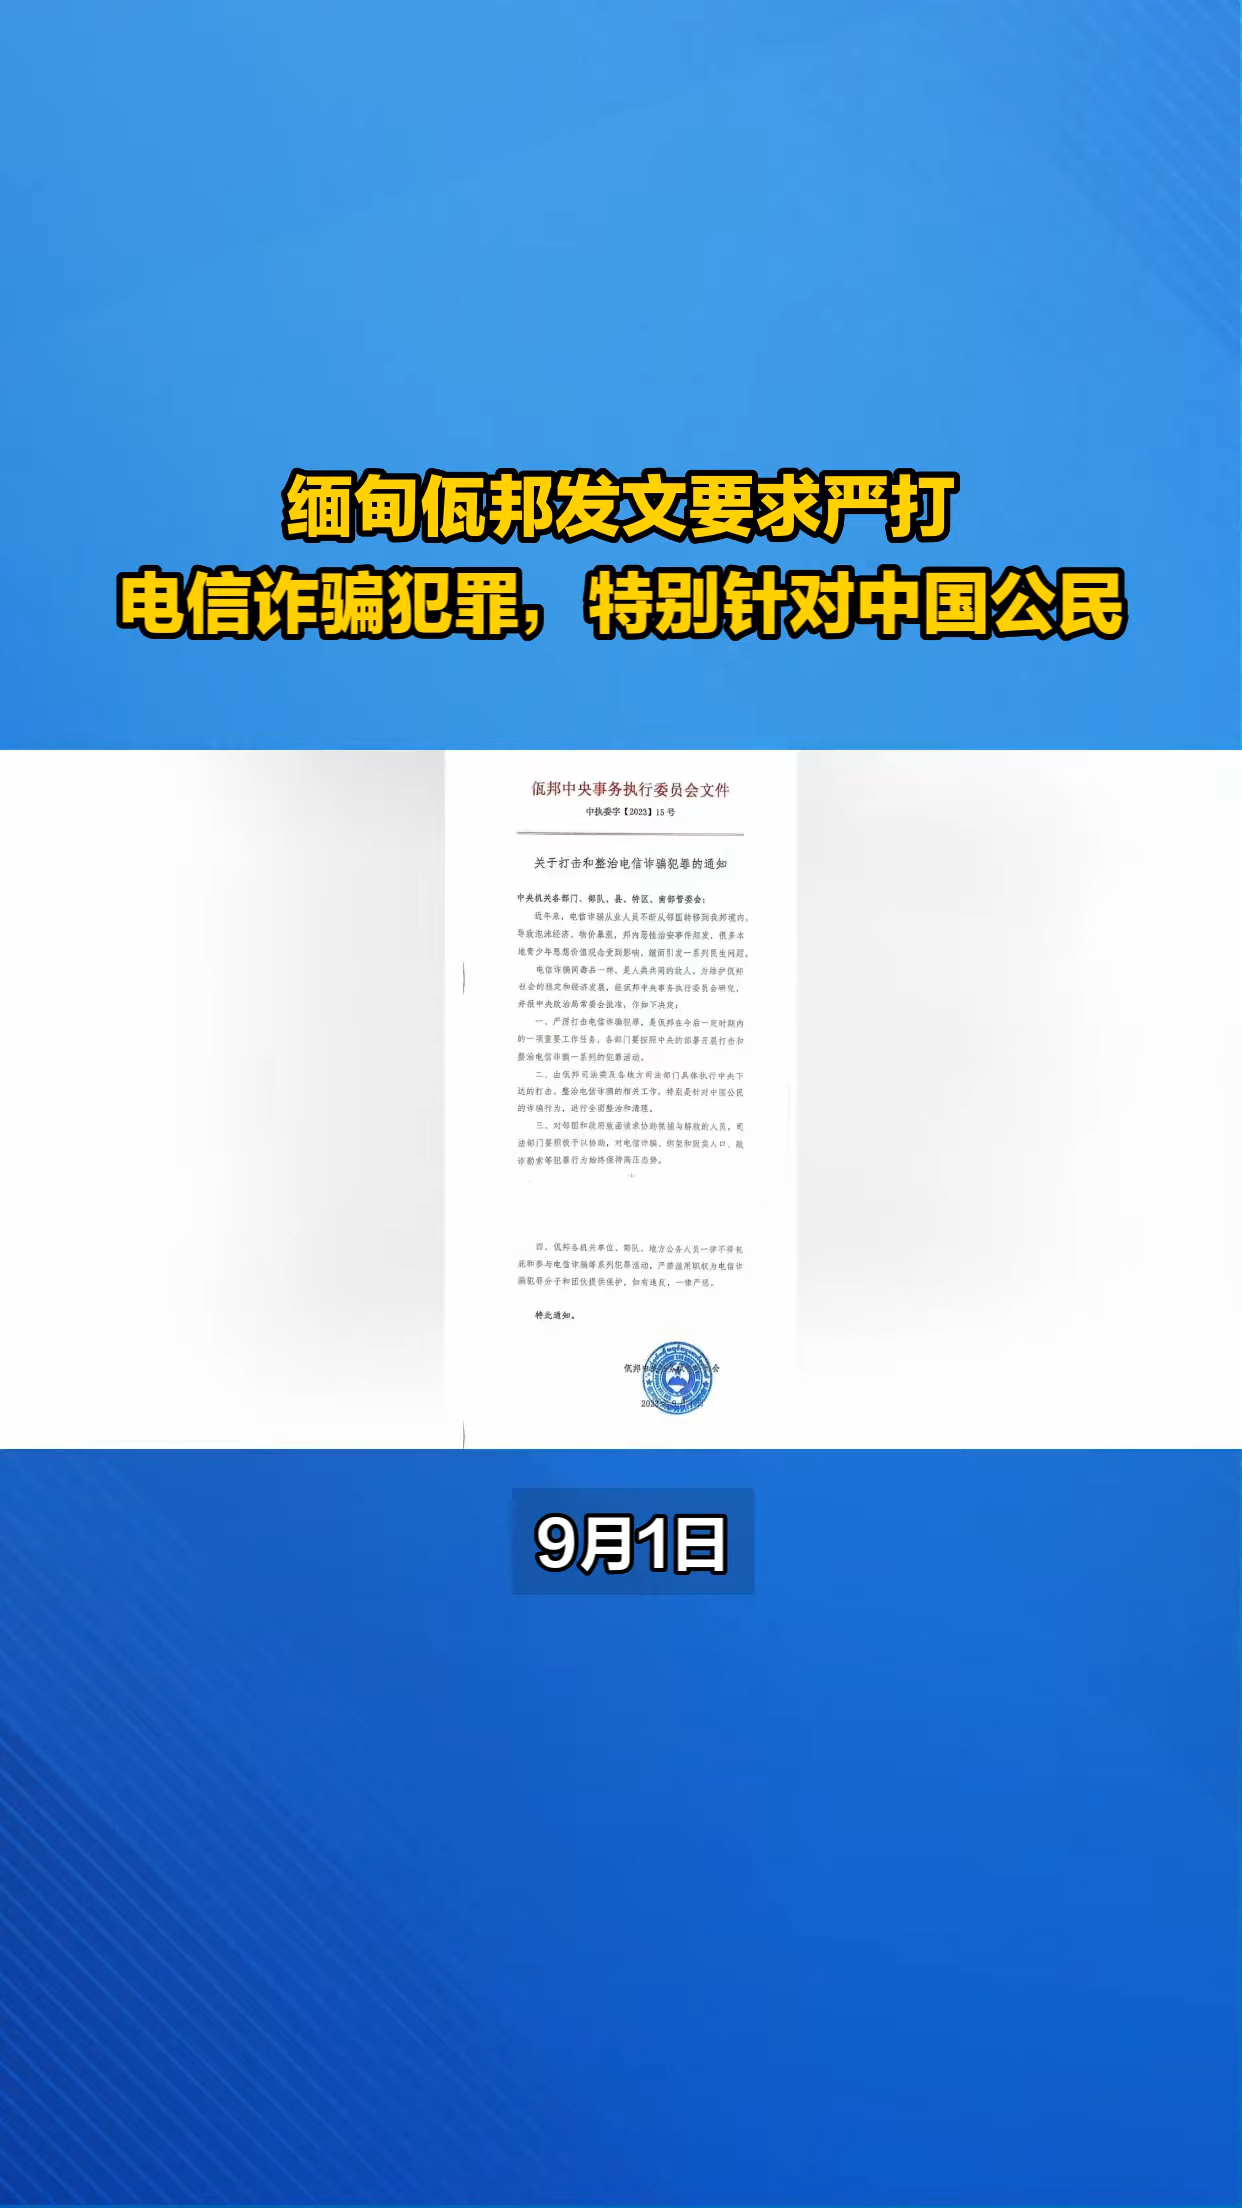 缅甸佤邦发文要求严打
电信诈骗犯罪，特别针对中国公民
佤邦中央事务执行委员会文件
中执委字【2023】15号
关于打击和整治电信诈骗犯罪的通知
中央机关各部门、部队、县、特区、南部管委会：
近年来，电信诈骗从业人员不断从邻国转移到我邦境内，
导致泡沫经济、物价暴涨，邦内恶性治安事件频发，很多本
地青少年思想价值观念受到影响，继而引发一系列民生问题。
电信诈骗同毒品一样，是人类共同的敌人。为维护佤邦
社会的稳定和经济发展，经佤邦中央事务执行委员会研究，
并报中央政治局常委会批准，作如下决定：
一、严厉打击电信诈骗犯罪，是佤邦在今后一定时期内
的一项重要工作任务，各部门要按照中央的部署开展打击和
整治电信诈骗一系列的犯罪活动。
二、由佤邦司法委及各地方司法部门具体执行中央下
达的打击、整治电信诈骗的相关工作，特别是针对中国公民
的诈骗行为，进行全面整治和清理。
三、对邻国和政府致函请求协助抓捕与解救的人员，司
法部门要积极予以协助，对电信诈骗、绑架和贩卖人口、敲
诈勒索等犯罪行为始终保持高压态势。
四、佤邦各机关单位、部队、地方公务人员一律不得包
庇和参与电信诈骗等系列犯罪活动，严禁滥用职权为电信诈
骗犯罪分子和团伙提供保护，如有违反，一律严惩。
特此通知。
佤邦中 会
2023
9月1日